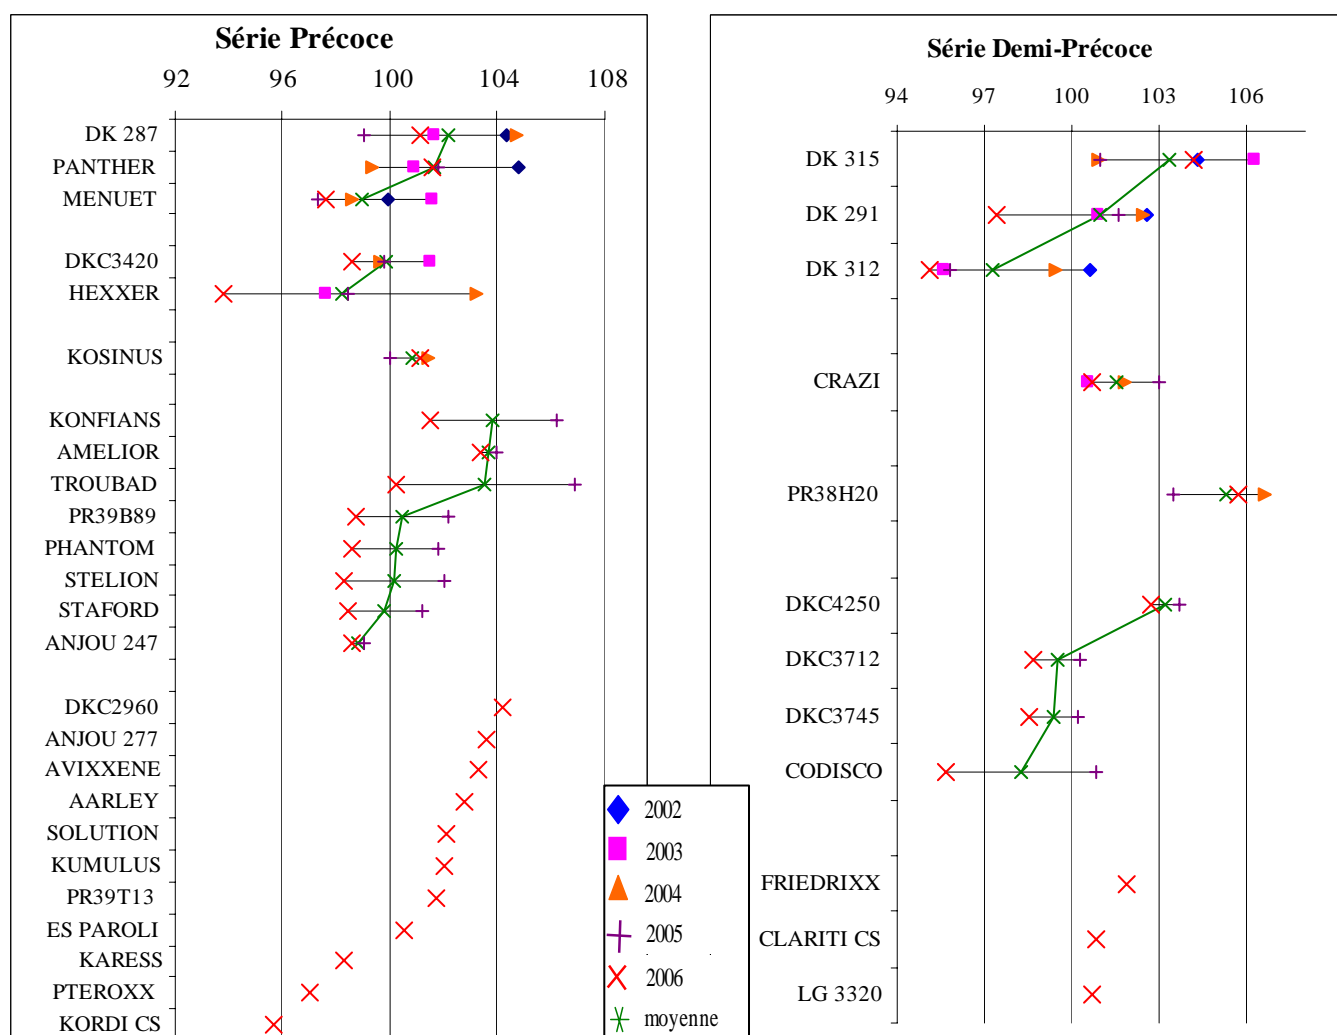 Série Précoce
92 96 100 104 108
DK 287
PANTHER
MENUET
DKC3420
HEXXER
KOSINUS
KONFIANS
AMELIOR
TROUBAD
PR39B89
PHANTOM
STELION
STAFORD
ANJOU 247
DKC2960
ANJOU 277
AVIXXENE
AARLEY
SOLUTION
KUMULUS
PR39T13
ES PAROLI
KARESS
PTEROXX
KORDI CS
2002
2003
2004
2005
2006
moyenne
Série Demi-Précoce
94 97 100 103 106
DK 315
DK 291
DK 312
CRAZI
PR38H20
DKC4250
DKC3712
DKC3745
CODISCO
FRIEDRIXX
CLARITI CS
LG 3320